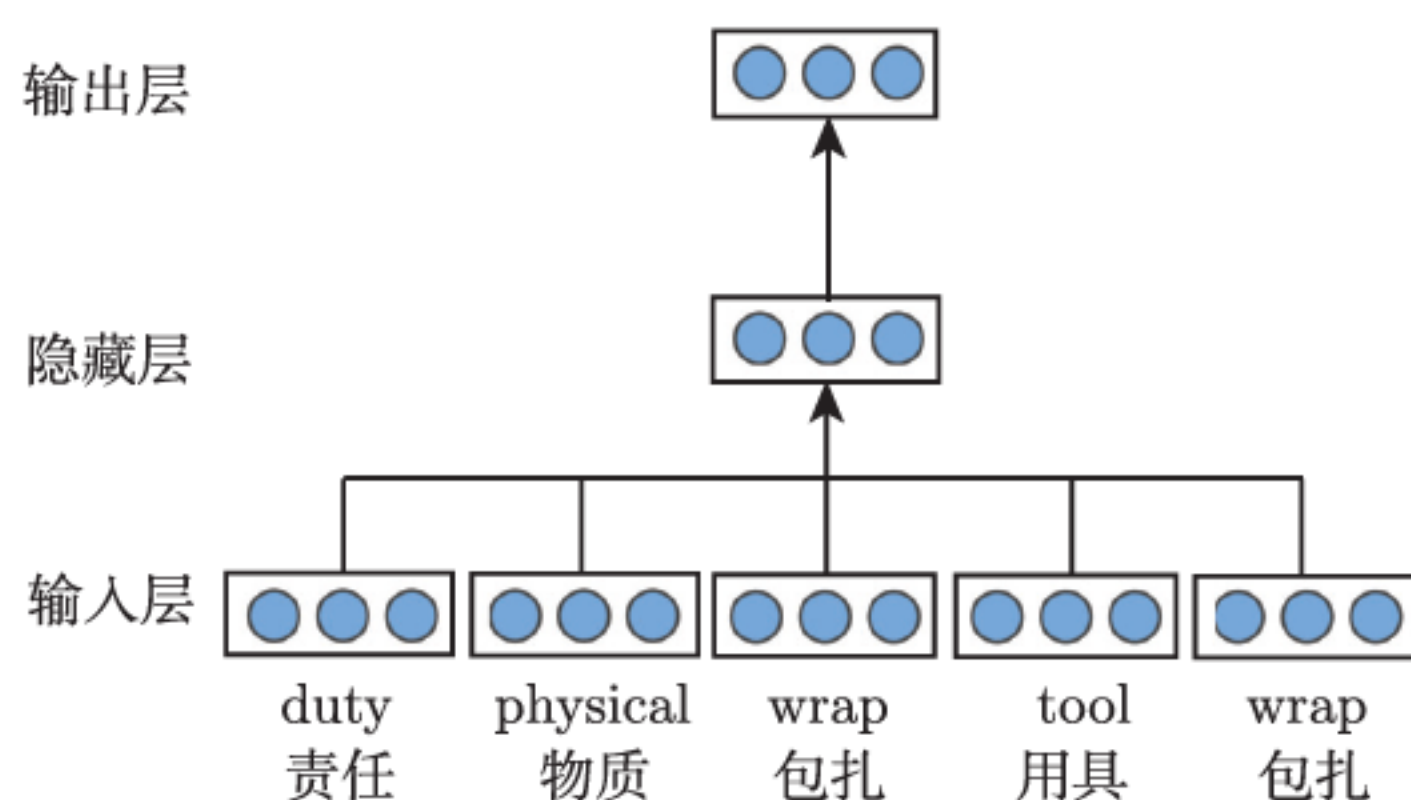 输出层
隐藏层
输入层
duty physical wrap tool wrap
责任 物质 包扎 用具 包扎